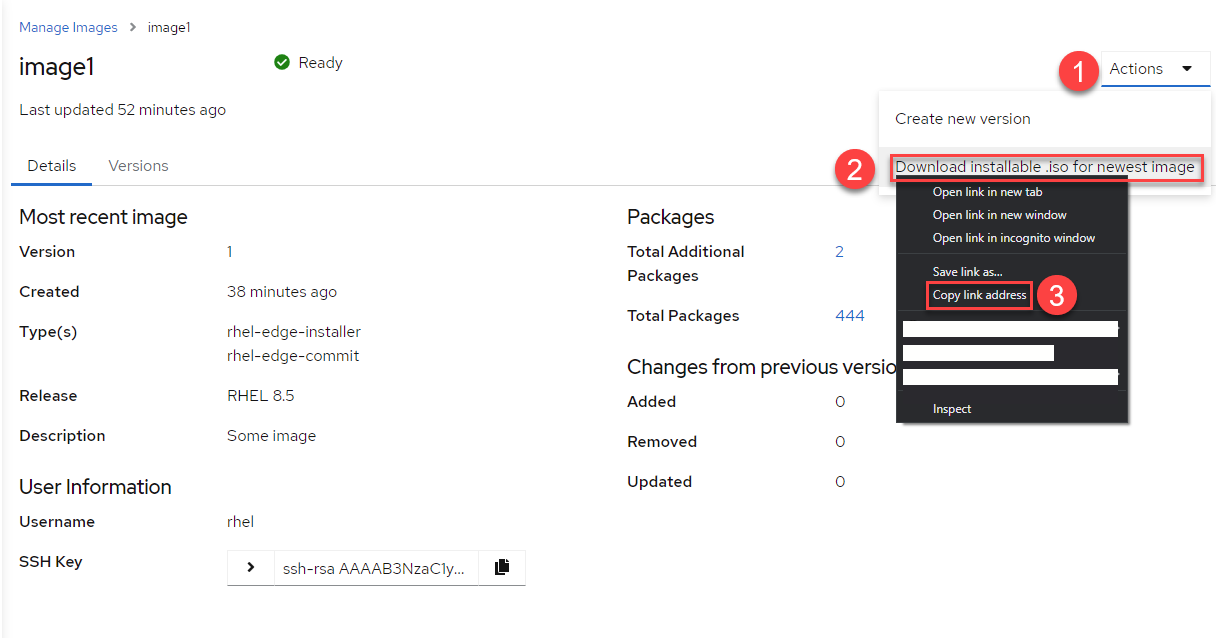 Manage Images > image1
image1
Ready
1
Actions
Last updated 52 minutes ago
Create new version
2
Download installable .iso for newest image
Details
Versions
Open link in new tab
Open link in new window
Open link in incognito window
Save link as...
Copy link address
3
Inspect
Most recent image
Version 1
Created 38 minutes ago
Type(s) rhel-edge-installer
rhel-edge-commit
Release RHEL 8.5
Description Some image
User Information
Username rhel
SSH Key ssh-rsa AAAAB3NzaC1y...
Packages
Total Additional
Packages
2
Total Packages 444
Changes from previous versio
Added 0
Removed 0
Updated 0